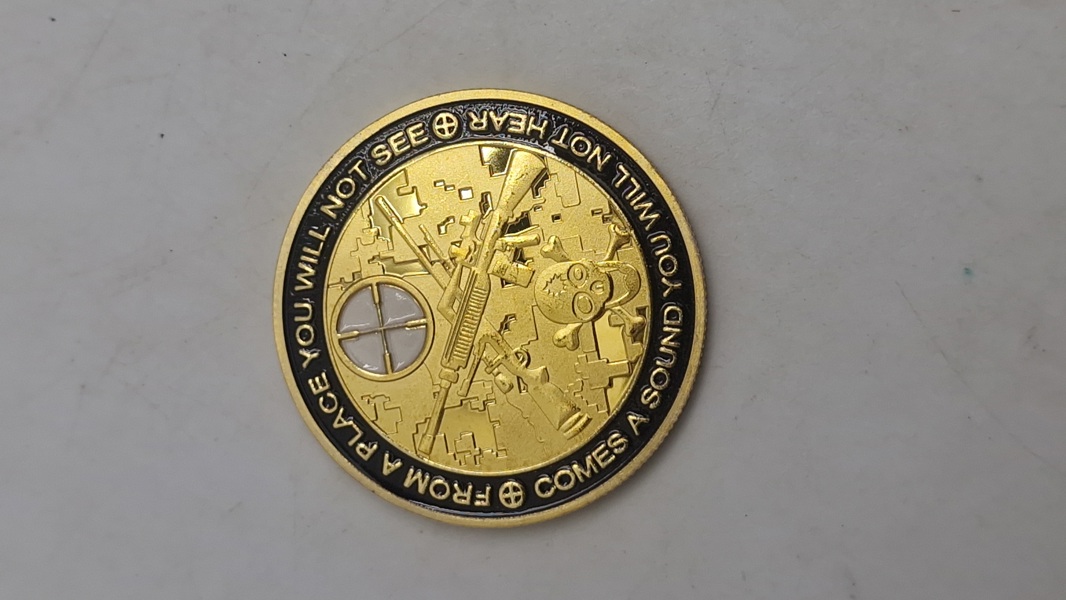 FROM A PLACE YOU WILL NOT SEE
COMES A SOUND YOU WILL NOT HEAR